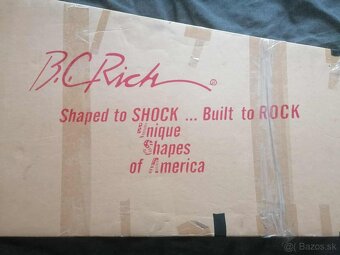 B.C. Rich ®
Shaped to SHOCK ... Built to ROCK
Unique
Shapes
of America
© Bazos.sk